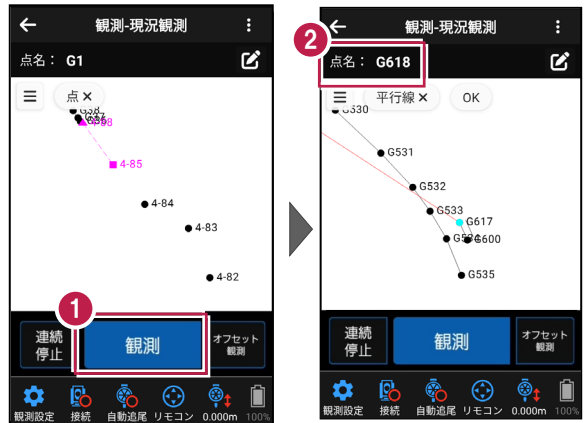 観測-現況観測
点名： G1
点 ×
4-98
4-85
4-84
4-83
4-82
1
連続
停止
観測
オフセット
観測
観測設定
接続
自動追尾
リモコン
0.000m
100%
2
観測-現況観測
点名： G618
平行線 ×
OK
G530
G531
G532
G533
G617
G534
G600
G535
連続
停止
観測
オフセット
観測
観測設定
接続
自動追尾
リモコン
0.000m
100%